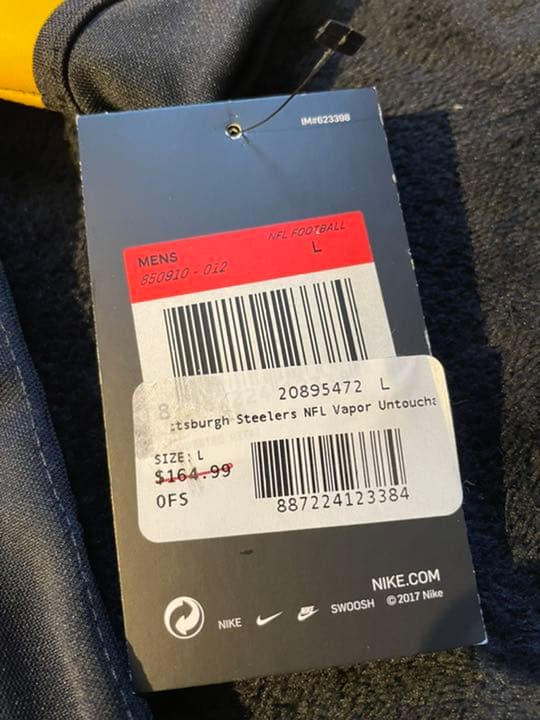 IM#623398
NFL FOOTBALL
MENS L
850910 - 012
20895472 L
ttsburgh Steelers NFL Vapor Untoucha
SIZE: L
$164.99
OFS
887224123384
NIKE.COM
NIKE SWOOSH ©2017 Nike